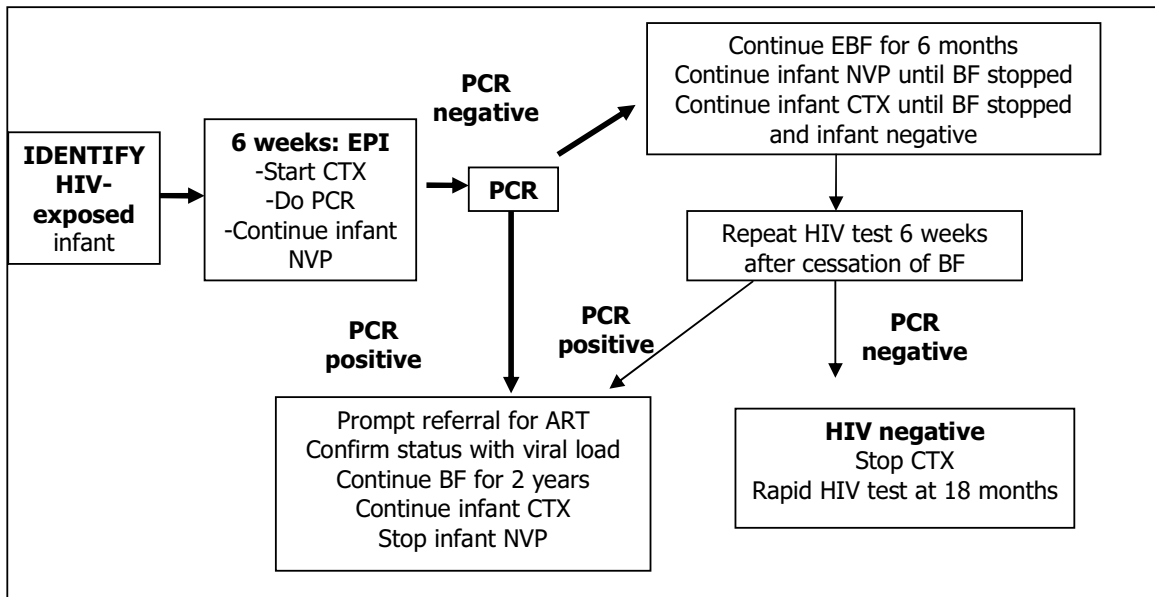 IDENTIFY
HIV-
exposed
infant
6 weeks: EPI
-Start CTX
-Do PCR
-Continue infant
NVP
PCR
PCR
negative
Continue EBF for 6 months
Continue infant NVP until BF stopped
Continue infant CTX until BF stopped
and infant negative
Repeat HIV test 6 weeks
after cessation of BF
PCR
positive
PCR
positive
PCR
negative
Prompt referral for ART
Confirm status with viral load
Continue BF for 2 years
Continue infant CTX
Stop infant NVP
HIV negative
Stop CTX
Rapid HIV test at 18 months